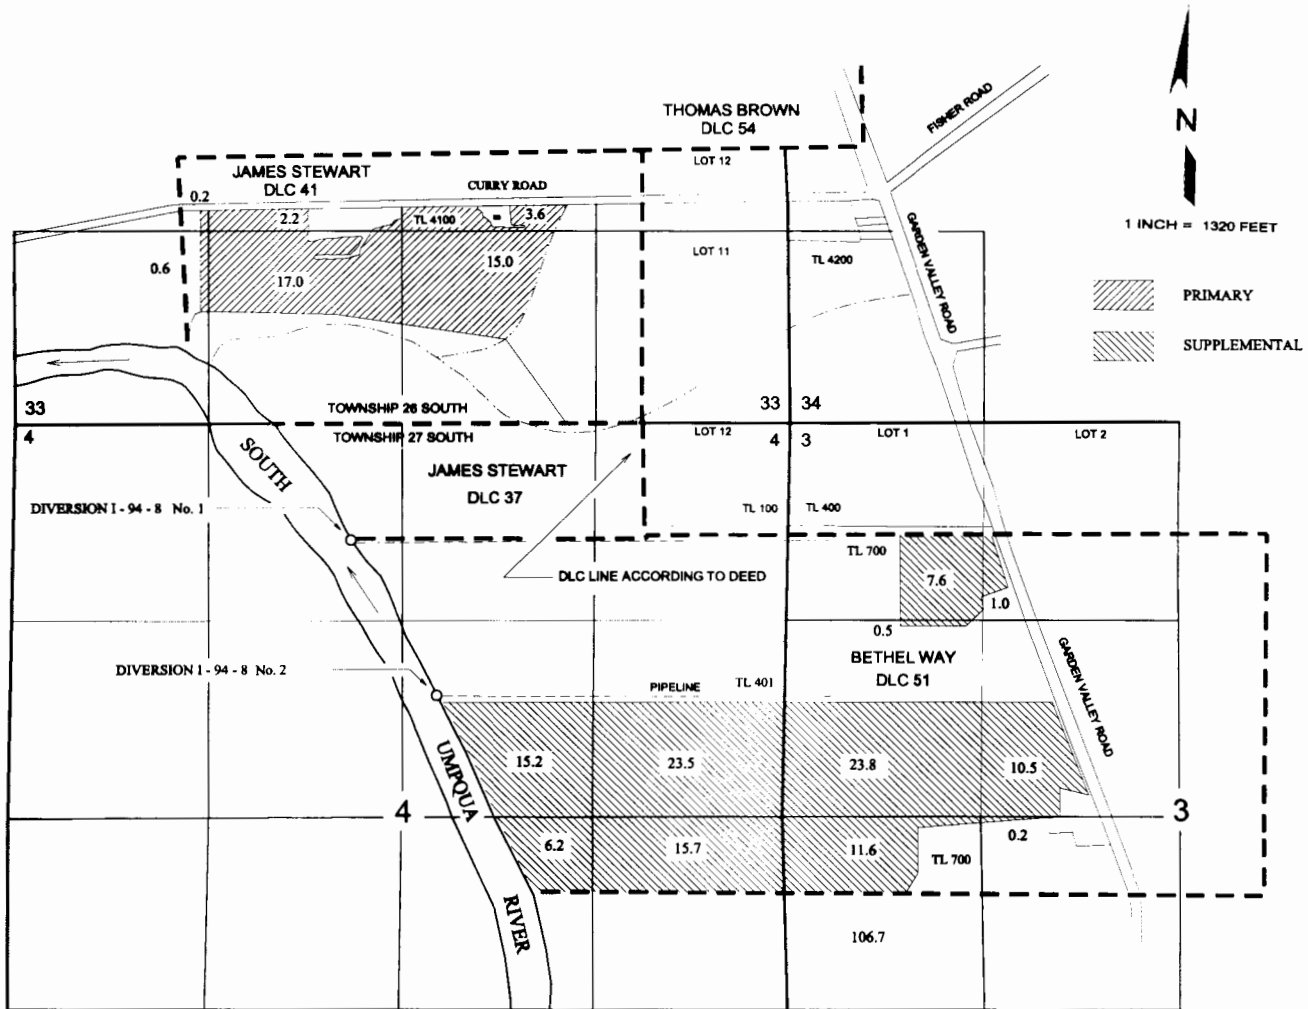 THOMAS BROWN
DLC 54
FISHER ROAD
N
LOT 12
JAMES STEWART
DLC 41
CURRY ROAD
0.2
2.2
TL 4100
3.6
1 INCH = 1320 FEET
GARDEN VALLEY ROAD
LOT 11
TL 4200
0.6
17.0
15.0
PRIMARY
SUPPLEMENTAL
33
TOWNSHIP 26 SOUTH
33
34
4
TOWNSHIP 27 SOUTH
LOT 12
4
3
LOT 1
LOT 2
SOUTH
JAMES STEWART
DLC 37
DIVERSION I - 94 - 8 No. 1
TL 100
TL 400
TL 700
DLC LINE ACCORDING TO DEED
7.6
1.0
0.5
BETHEL WAY
DLC 51
GARDEN VALLEY ROAD
DIVERSION I - 94 - 8 No. 2
PIPELINE
TL 401
UMPQUA
15.2
23.5
23.8
10.5
4
3
6.2
15.7
11.6
TL 700
0.2
RIVER
106.7